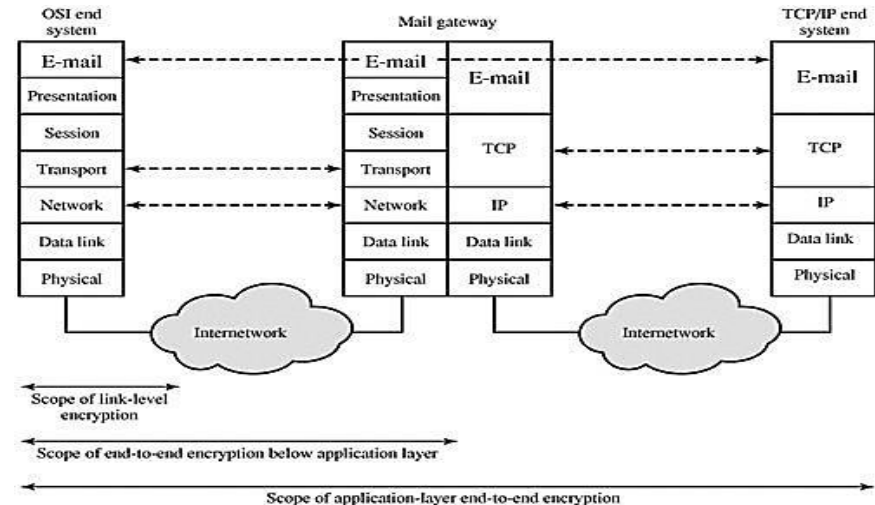 OSI end
system
Mail gateway
TCP/IP end
system
E-mail
Presentation
Session
Transport
Network
Data link
Physical
E-mail
Presentation
Session
Transport
Network
Data link
Physical
E-mail
TCP
IP
Data link
Physical
E-mail
TCP
IP
Data link
Physical
Internetwork
Internetwork
Scope of link-level
encryption
Scope of end-to-end encryption below application layer
Scope of application-layer end-to-end encryption